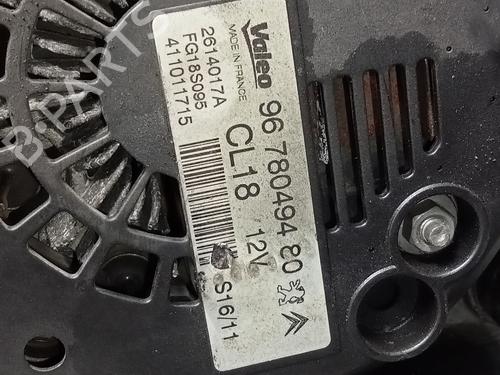 Valeo
MADE IN FRANCE
2614017A
FG18S095
411011715
96 780494 80
CL18 12V
S16/11
B-PARTS